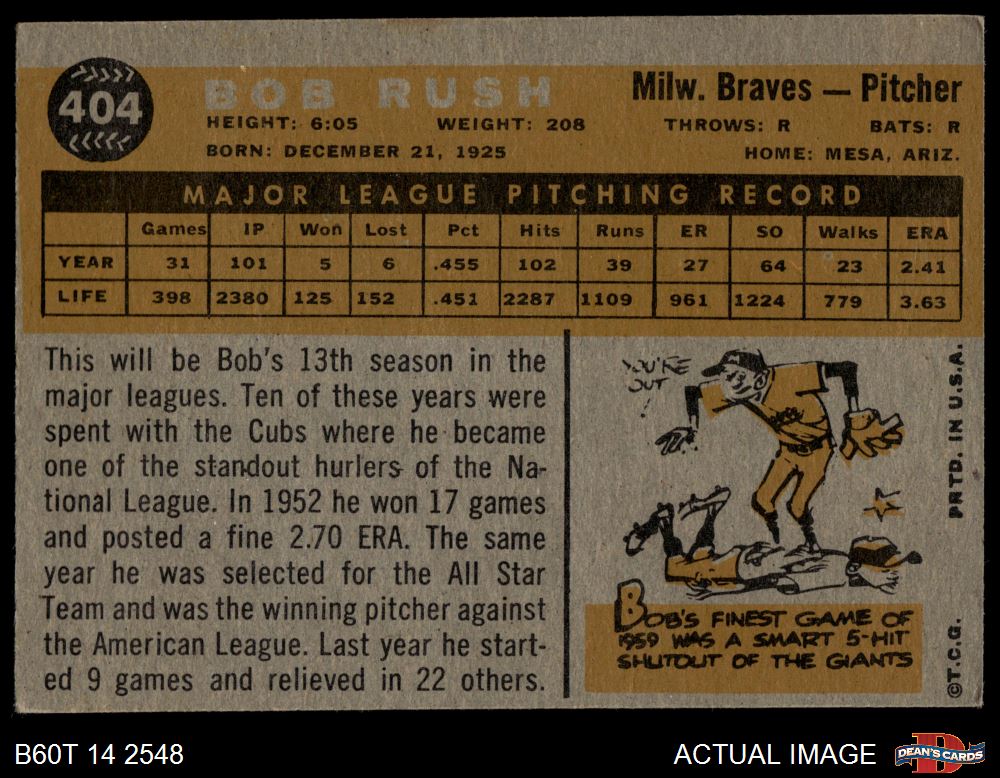 404
BOB RUSH
Milw. Braves — Pitcher
HEIGHT: 6:05 WEIGHT: 208 THROWS: R BATS: R
BORN: DECEMBER 21, 1925 HOME: MESA, ARIZ.
MAJOR LEAGUE PITCHING RECORD
Games IP Won Lost Pct Hits Runs ER SO Walks ERA
YEAR 31 101 5 6 .455 102 39 27 64 23 2.41
LIFE 398 2380 125 152 .451 2287 1109 961 1224 779 3.63
This will be Bob's 13th season in the
major leagues. Ten of these years were
spent with the Cubs where he became
one of the standout hurlers of the Na-
tional League. In 1952 he won 17 games
and posted a fine 2.70 ERA. The same
year he was selected for the All Star
Team and was the winning pitcher against
the American League. Last year he start-
ed 9 games and relieved in 22 others.
YOU'RE
OUT
!
BOB'S FINEST GAME OF
1959 WAS A SMART 5-HIT
SHUTOUT OF THE GIANTS
©T.C.G. PRTD. IN U.S.A.
B60T 14 2548
ACTUAL IMAGE
D
DEAN'S CARDS